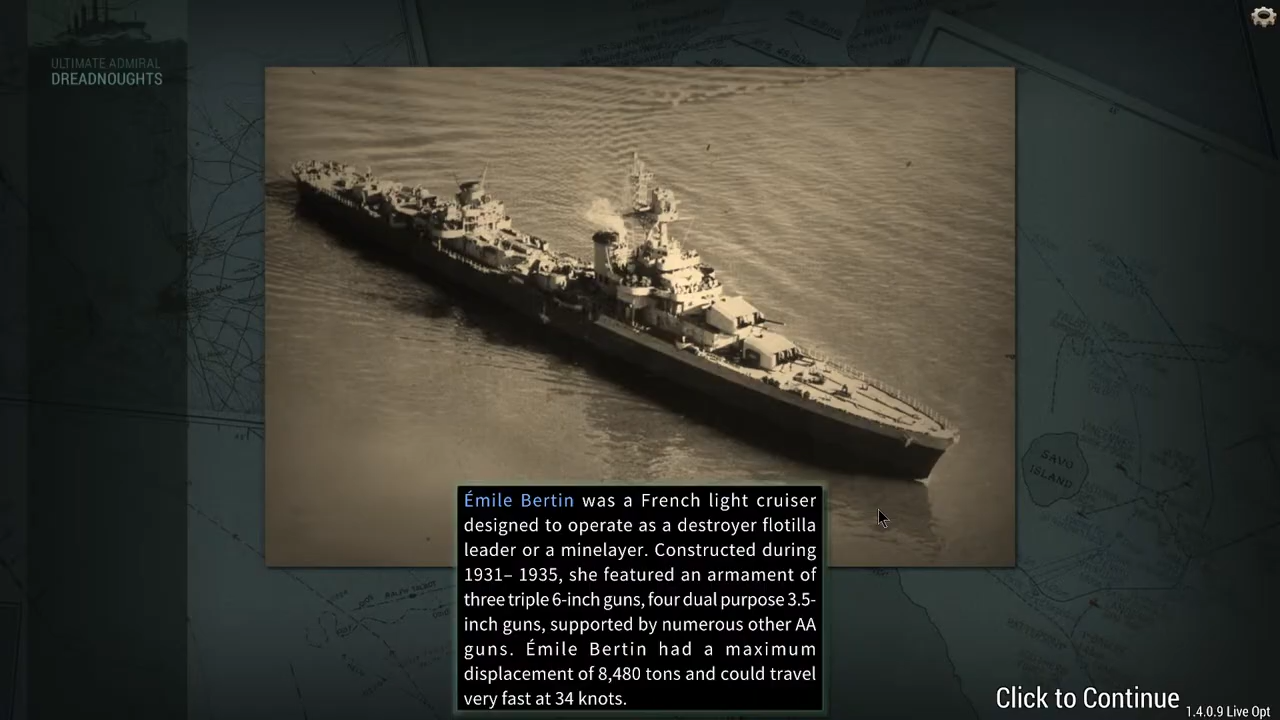 ULTIMATE ADMIRAL
DREADNOUGHTS
SAVO
ISLAND
Émile Bertin was a French light cruiser
designed to operate as a destroyer flotilla
leader or a minelayer. Constructed during
1931– 1935, she featured an armament of
three triple 6-inch guns, four dual purpose 3.5-
inch guns, supported by numerous other AA
guns. Émile Bertin had a maximum
displacement of 8,480 tons and could travel
very fast at 34 knots.
Click to Continue
1.4.0.9 Live Opt